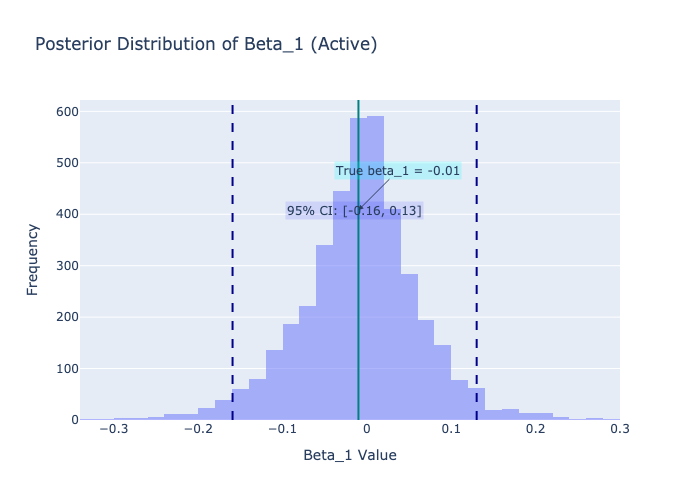 Posterior Distribution of Beta_1 (Active)
600
500
400
300
200
100
0
Frequency
True beta_1 = -0.01
95% CI: [-0.16, 0.13]
−0.3
−0.2
−0.1
0
0.1
0.2
0.3
Beta_1 Value